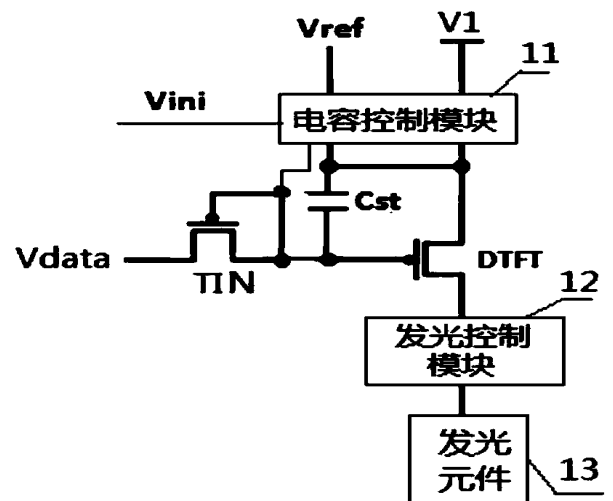 Vref
V1
11
Vini
电容控制模块
Cst
Vdata
TIN
DTFT
12
发光控制
模块
发光
元件
13